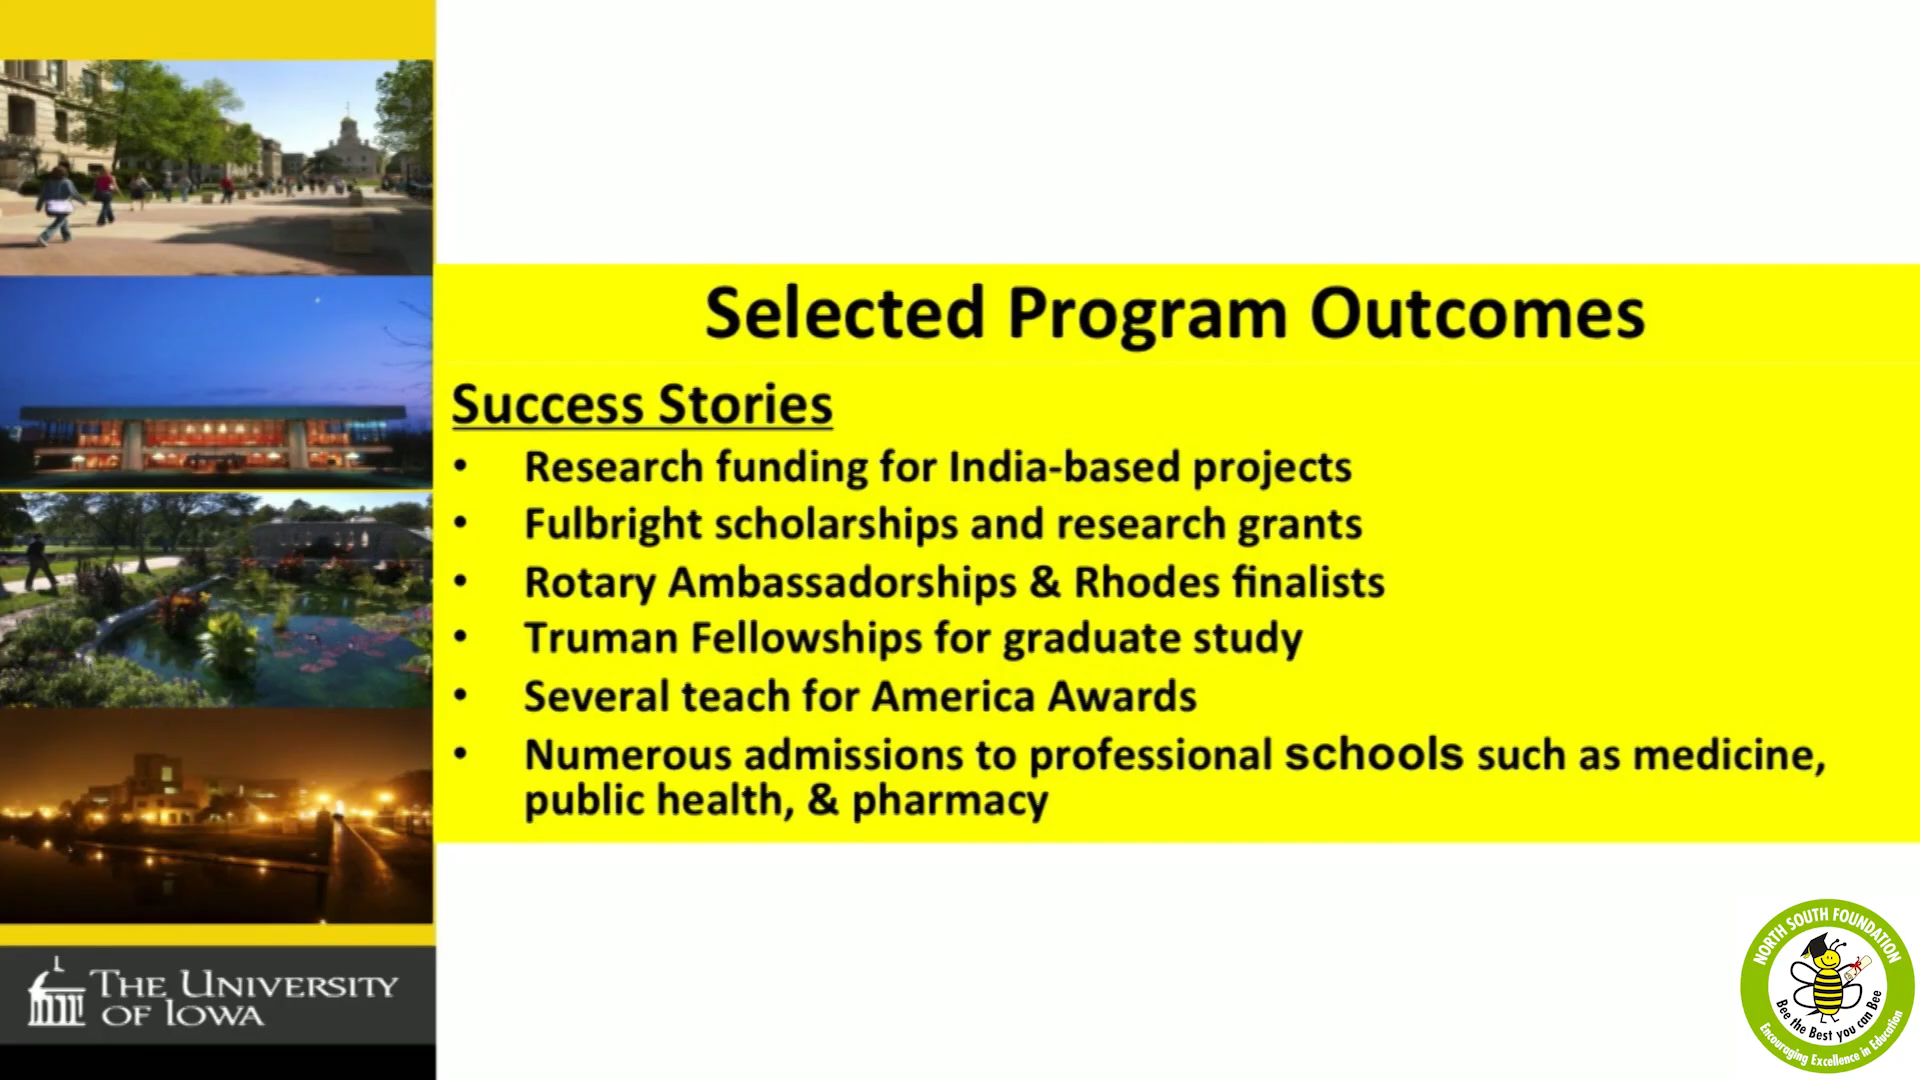 Selected Program Outcomes
Success Stories
• Research funding for India-based projects
• Fulbright scholarships and research grants
• Rotary Ambassadorships & Rhodes finalists
• Truman Fellowships for graduate study
• Several teach for America Awards
• Numerous admissions to professional schools such as medicine,
public health, & pharmacy
THE UNIVERSITY
OF IOWA
NORTH SOUTH FOUNDATION
Bee the Best you can Bee
Encouraging Excellence in Education